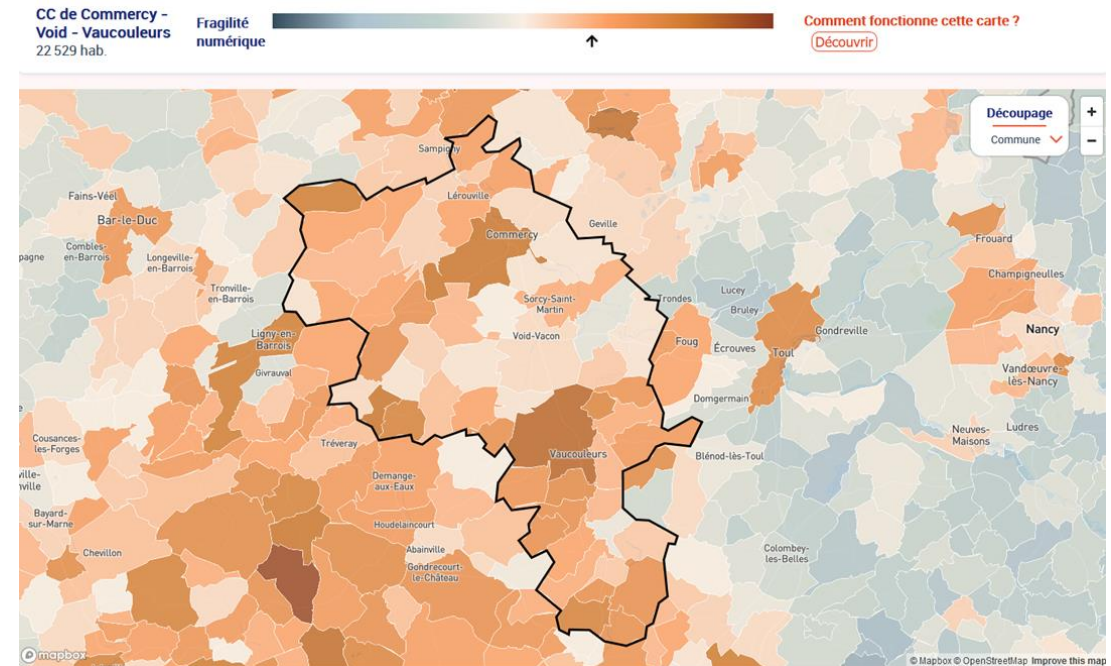 CC de Commercy -
Void - Vaucouleurs
22 529 hab.
Fragilité
numérique
Comment fonctionne cette carte ?
Découvrir
Découpage
Commune
+
−
Sampigny
Fains-Véel
Lérouville
Bar-le-Duc
Geville
Commercy
Frouard
Combles-
en-Barrois
Longeville-
en-Barrois
Champigneulles
Tronville-
en-Barrois
Lucey
Trondes
Sorcy-Saint-
Martin
Bruley
Gondreville
Nancy
Ligny-en-
Barrois
Void-Vacon
Foug
Écrouves
Toul
Givrauval
Vandœuvre-
lès-Nancy
Domgermain
Cousances-
les-Forges
Neuves-
Maisons
Ludres
Tréveray
Vaucouleurs
Blénod-lès-Toul
Demange-
aux-Eaux
Bayard-
sur-Marne
Houdelaincourt
Chevillon
Abainville
Colombey-
les-Belles
Gondrecourt-
le-Château
mapbox
© Mapbox © OpenStreetMap Improve this map